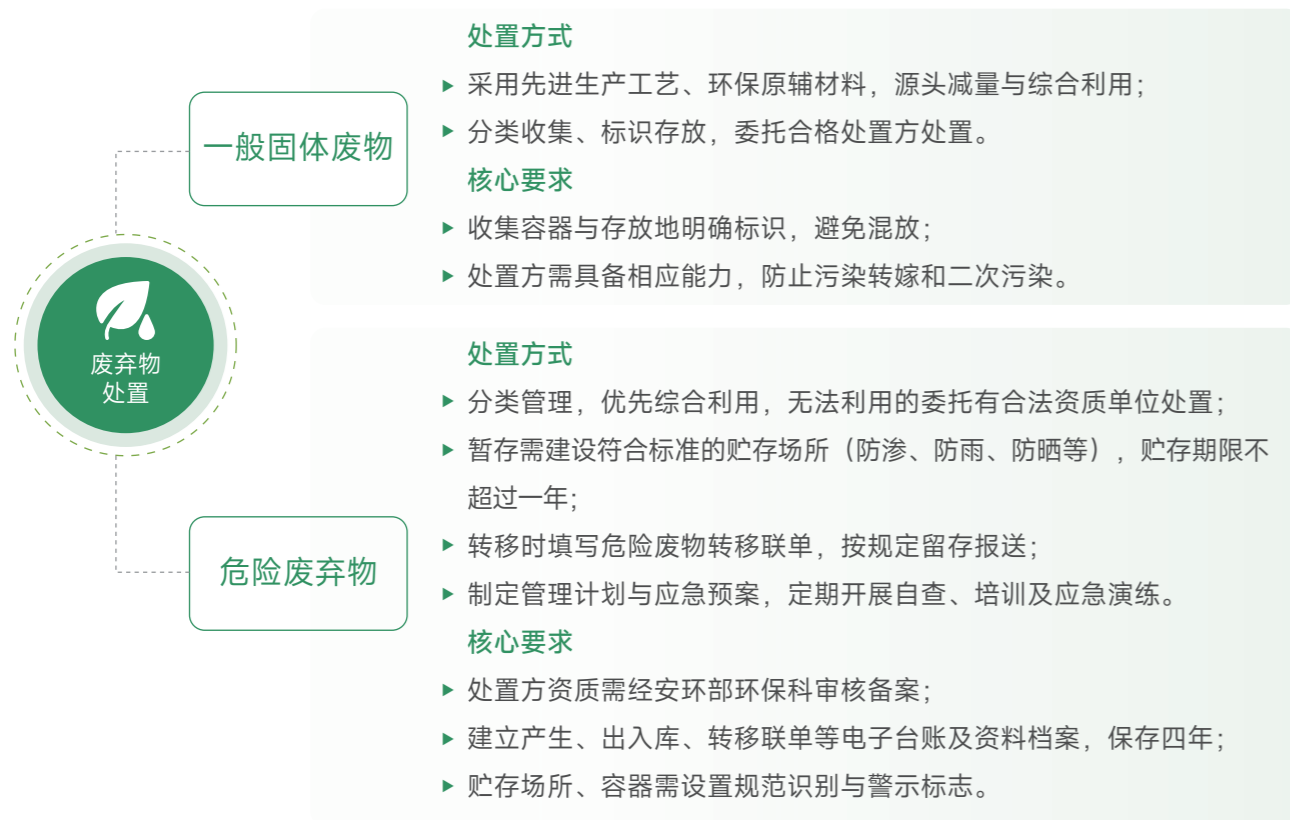 废弃物
处置
一般固体废物
处置方式
采用先进生产工艺、环保原辅材料，源头减量与综合利用；
分类收集、标识存放，委托合格处置方处置。
核心要求
收集容器与存放地明确标识，避免混放；
处置方需具备相应能力，防止污染转嫁和二次污染。
危险废弃物
处置方式
分类管理，优先综合利用，无法利用的委托有合法资质单位处置；
暂存需建设符合标准的贮存场所（防渗、防雨、防晒等），贮存期限不
超过一年；
转移时填写危险废物转移联单，按规定留存报送；
制定管理计划与应急预案，定期开展自查、培训及应急演练。
核心要求
处置方资质需经安环部环保科审核备案；
建立产生、出入库、转移联单等电子台账及资料档案，保存四年；
贮存场所、容器需设置规范识别与警示标志。